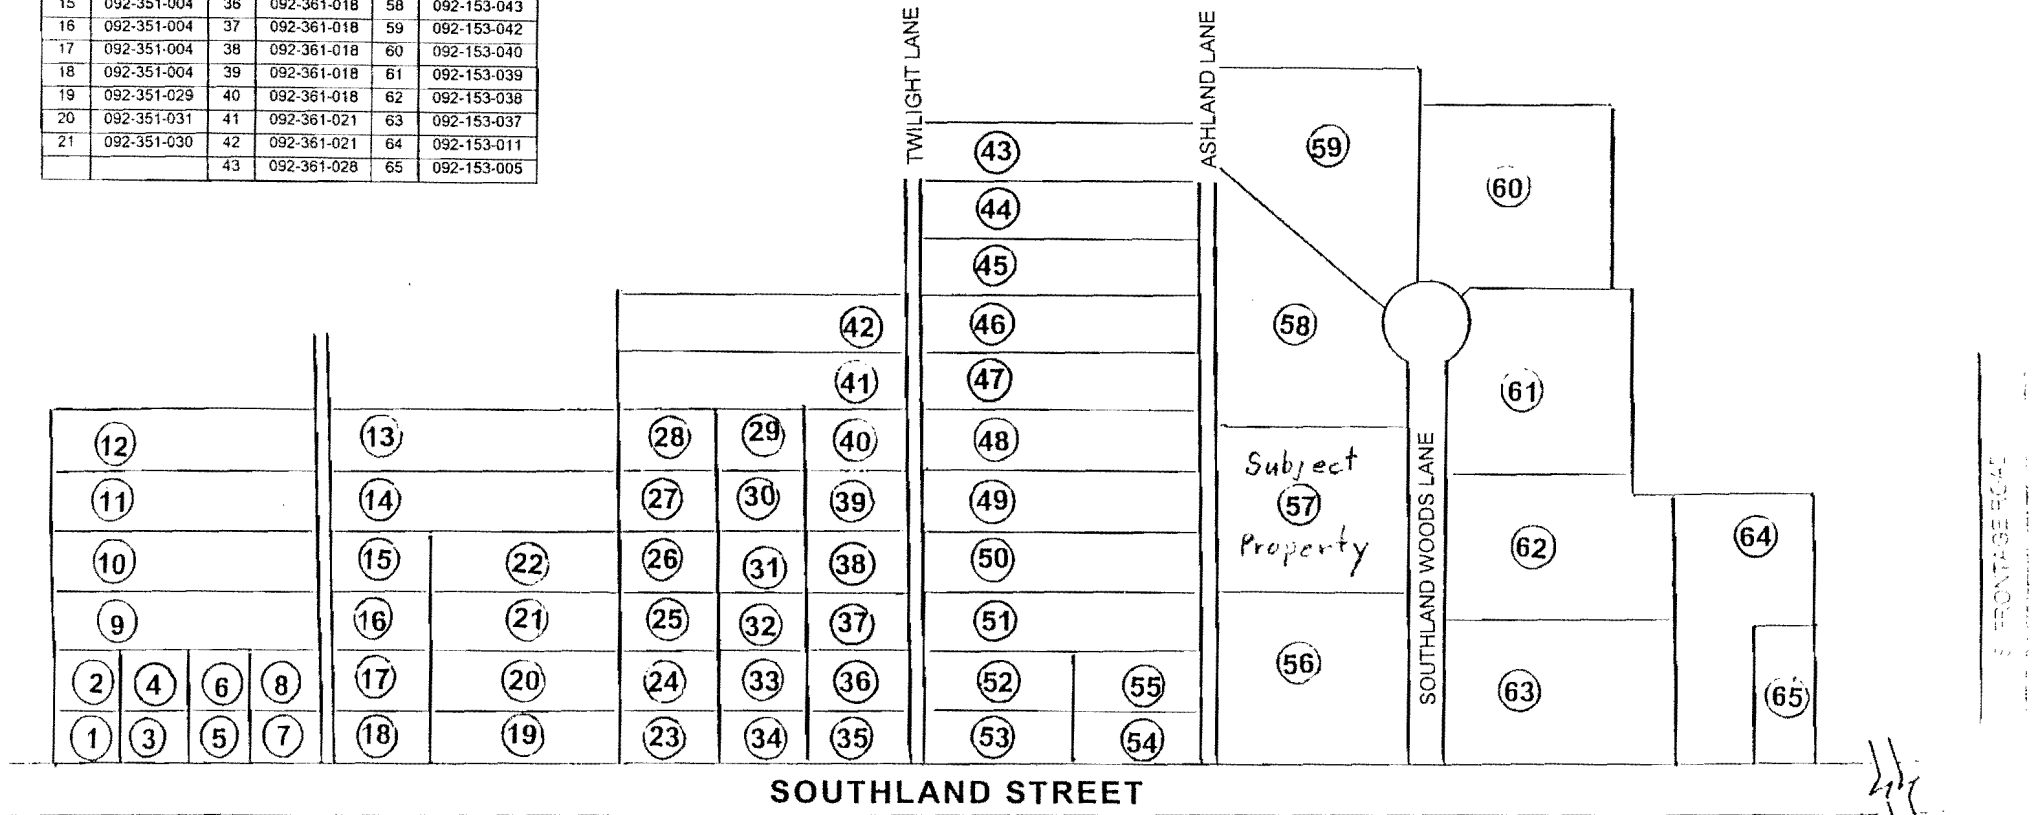 15 092-351-004 36 092-361-018 58 092-153-043
16 092-351-004 37 092-361-018 59 092-153-042
17 092-351-004 38 092-361-018 60 092-153-040
18 092-351-004 39 092-361-018 61 092-153-039
19 092-351-029 40 092-361-018 62 092-153-038
20 092-351-031 41 092-361-021 63 092-153-037
21 092-351-030 42 092-361-021 64 092-153-011
43 092-361-028 65 092-153-005
TWILIGHT LANE
ASHLAND LANE
59
43
60
44
45
42 46 58
41 47 61
12 13 28 29 40 48
Subject
11 14 27 30 39 49 57
Property
10 15 22 26 31 38 50 62 64
9 16 21 25 32 37 51
2 4 6 8 17 20 24 33 36 52 55 56 63 65
1 3 5 7 18 19 23 34 35 53 54
SOUTHLAND WOODS LANE
FRONTAGE ROAD
SOUTHLAND STREET